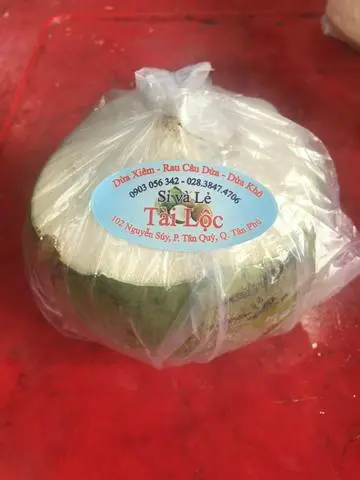 Dừa Xiêm - Rau Câu Dừa - Dừa Khô
0903 056 342 - 028.3847.4706
Sỉ và Lẻ
Tài Lộc
102 Nguyễn Súy, P. Tân Quý, Q. Tân Phú